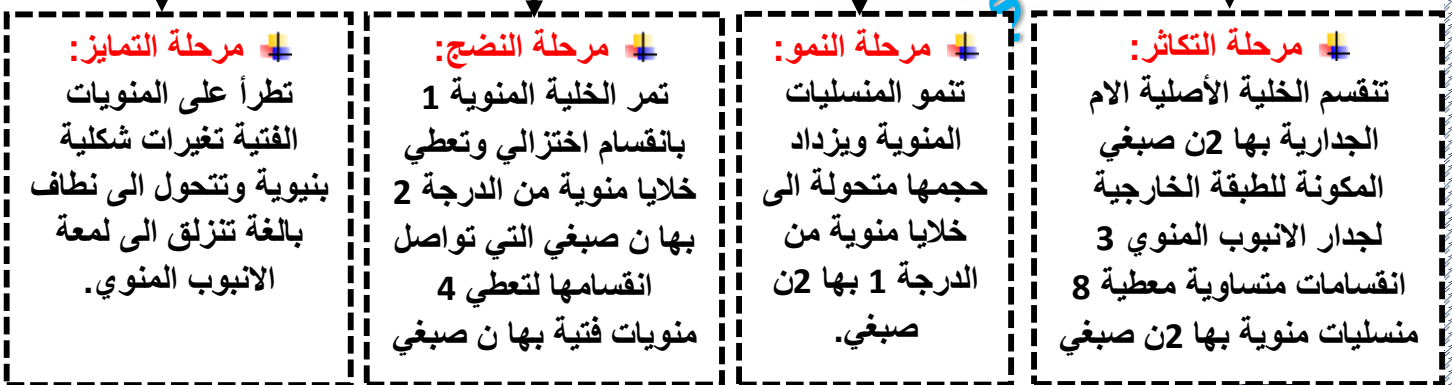 مرحلة التكاثر:
تنقسم الخلية الأصلية الام
الجدارية بها 2ن صبغي
المكونة للطبقة الخارجية
لجدار الانبوب المنوي 3
انقسامات متساوية معطية 8
منسليات منوية بها 2ن صبغي
مرحلة النمو:
تنمو المنسليات
المنوية ويزداد
حجمها متحولة الى
خلايا منوية من
الدرجة 1 بها 2ن
صبغي.
مرحلة النضج:
تمر الخلية المنوية 1
بانقسام اختزالي وتعطي
خلايا منوية من الدرجة 2
بها ن صبغي التي تواصل
انقسامها لتعطي 4
منويات فتية بها ن صبغي
مرحلة التمايز:
تطرأ على المنويات
الفتية تغيرات شكلية
بنيوية وتتحول الى نطاف
بالغة تنزلق الى لمعة
الانبوب المنوي.